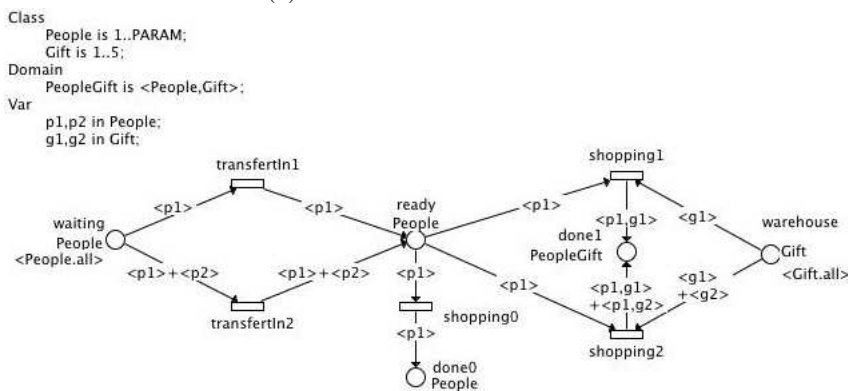 (a)
Class
People is 1..PARAM;
Gift is 1..5;
Domain
PeopleGift is <People,Gift>;
Var
p1,p2 in People;
g1,g2 in Gift;
transfertIn1
shopping1
<p1>
<p1>
ready
People
<p1>
<p1,g1>
<g1>
waiting
People
<People.all>
done1
PeopleGift
warehouse
Gift
<Gift.all>
<p1>+<p2>
<p1>+<p2>
<p1>
<p1>
<p1,g1>
+<p1,g2>
<g1>
+<g2>
transfertIn2
shopping0
<p1>
shopping2
done0
People